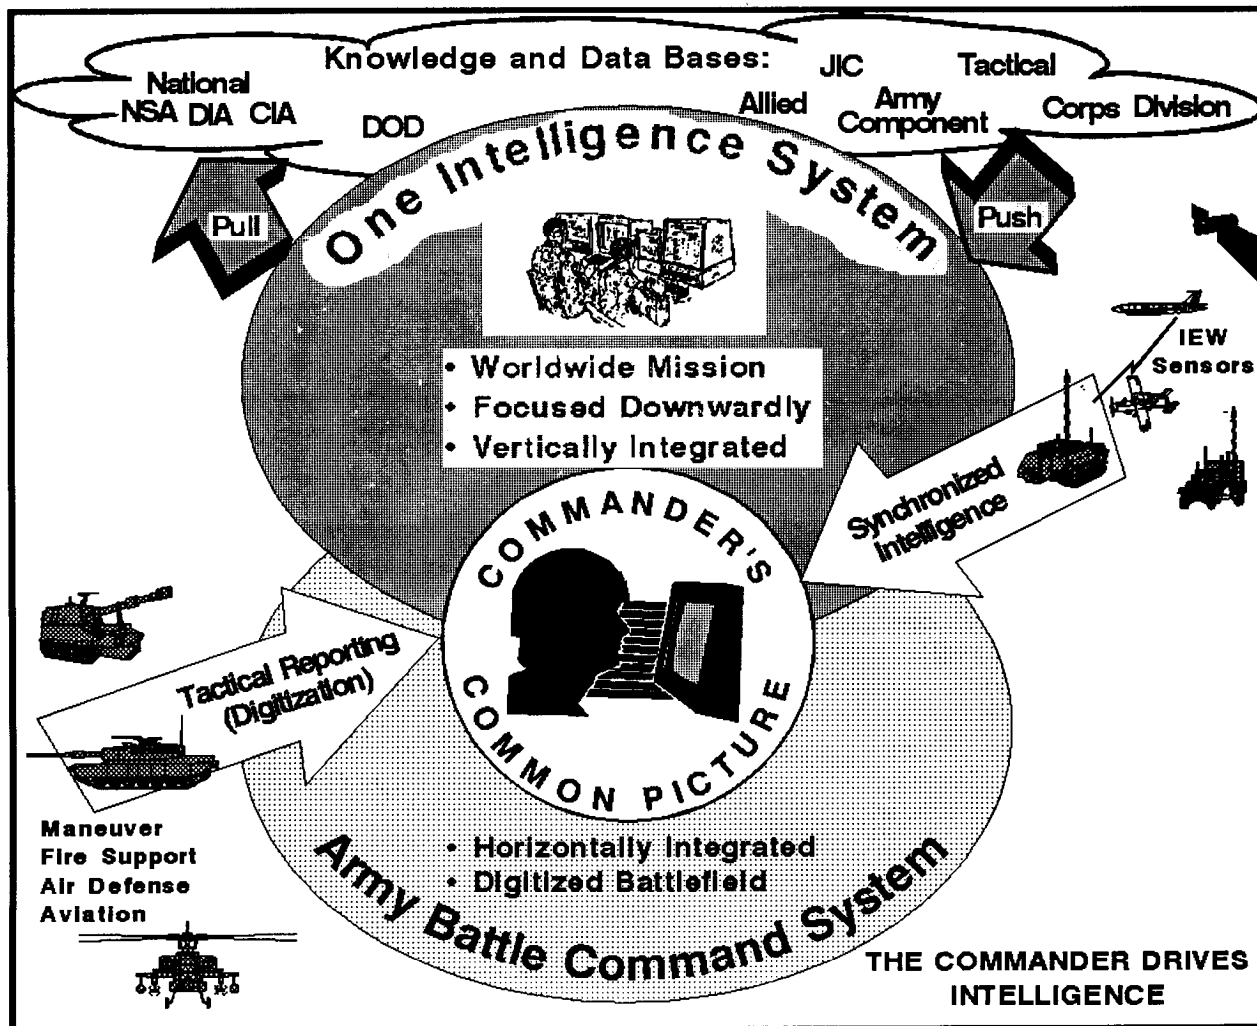 Knowledge and Data Bases:
JIC
Tactical
National
NSA DIA CIA
DOD
Allied
Army
Component
Corps Division
One Intelligence System
Pull
Push
IEW
Sensors
• Worldwide Mission
• Focused Downwardly
• Vertically Integrated
Synchronized
Intelligence
COMMANDER'S
COMMON PICTURE
Tactical Reporting
(Digitization)
Maneuver
Fire Support
Air Defense
Aviation
• Horizontally Integrated
• Digitized Battlefield
Army Battle Command System
THE COMMANDER DRIVES
INTELLIGENCE